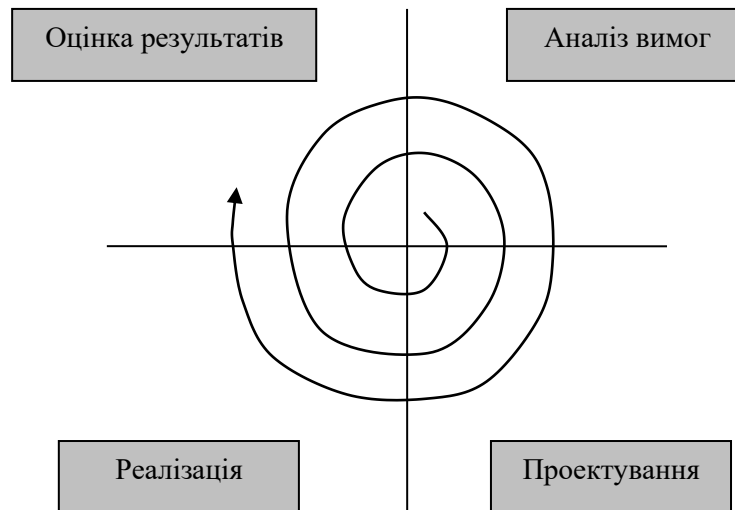 Оцінка результатів
Аналіз вимог
Реалізація
Проектування